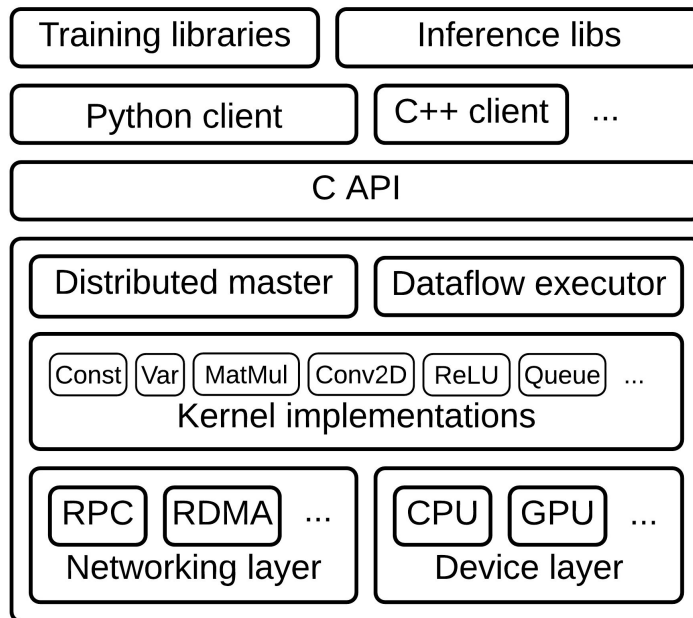 Training libraries Inference libs
Python client C++ client ...
C API
Distributed master Dataflow executor
Const Var MatMul Conv2D ReLU Queue ...
Kernel implementations
RPC RDMA ... CPU GPU ...
Networking layer Device layer